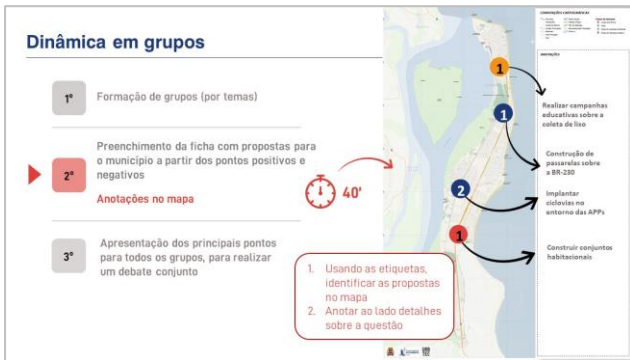 Dinâmica em grupos
1º
Formação de grupos (por temas)
2º
Preenchimento da ficha com propostas para
o município a partir dos pontos positivos e
negativos
Anotações no mapa
40'
3º
Apresentação dos principais pontos
para todos os grupos, para realizar
um debate conjunto
1. Usando as etiquetas,
identificar as propostas
no mapa
2. Anotar ao lado detalhes
sobre a questão
1
1
2
1
CONVENÇÕES CARTOGRÁFICAS
ANOTAÇÕES
Realizar campanhas
educativas sobre a
coleta de lixo
Construção de
passarelas sobre
a BR-230
Implantar
ciclovias no
entorno das APPs
Construir conjuntos
habitacionais